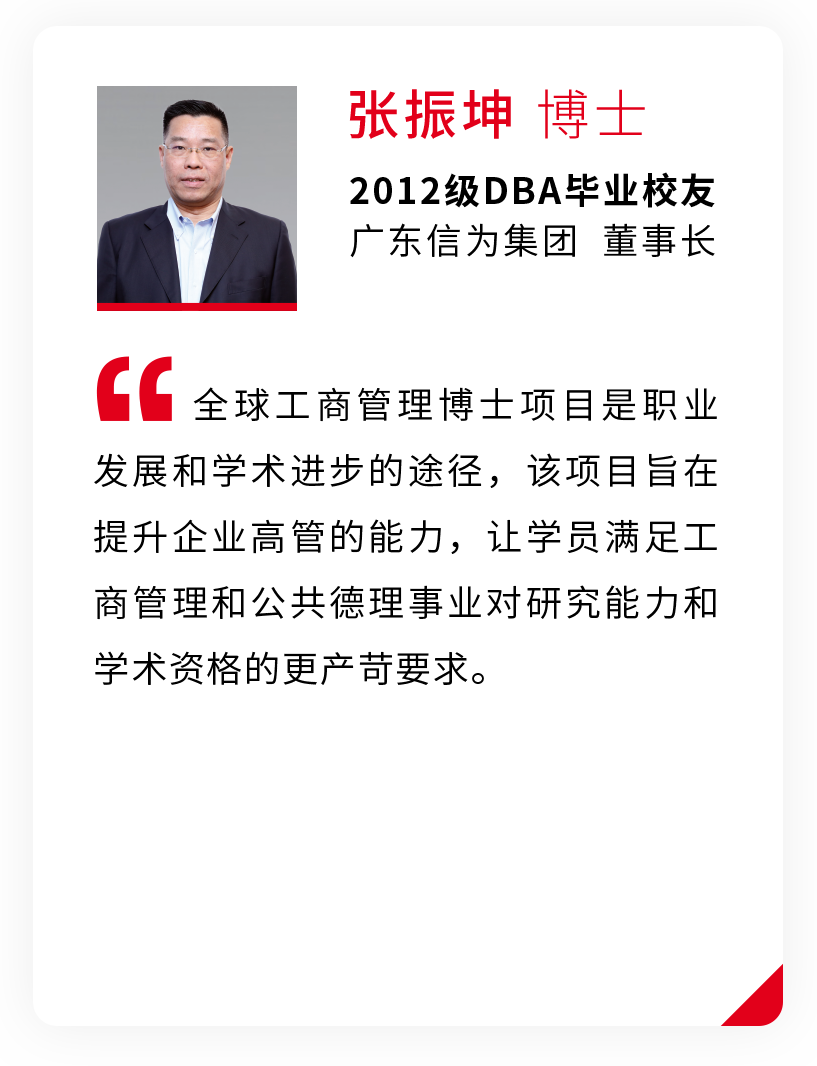 张振坤 博士
2012级DBA毕业校友
广东信为集团 董事长
“全球工商管理博士项目是职业
发展和学术进步的途径，该项目旨在
提升企业高管的能力，让学员满足工
商管理和公共德理事业对研究能力和
学术资格的更产苛要求。